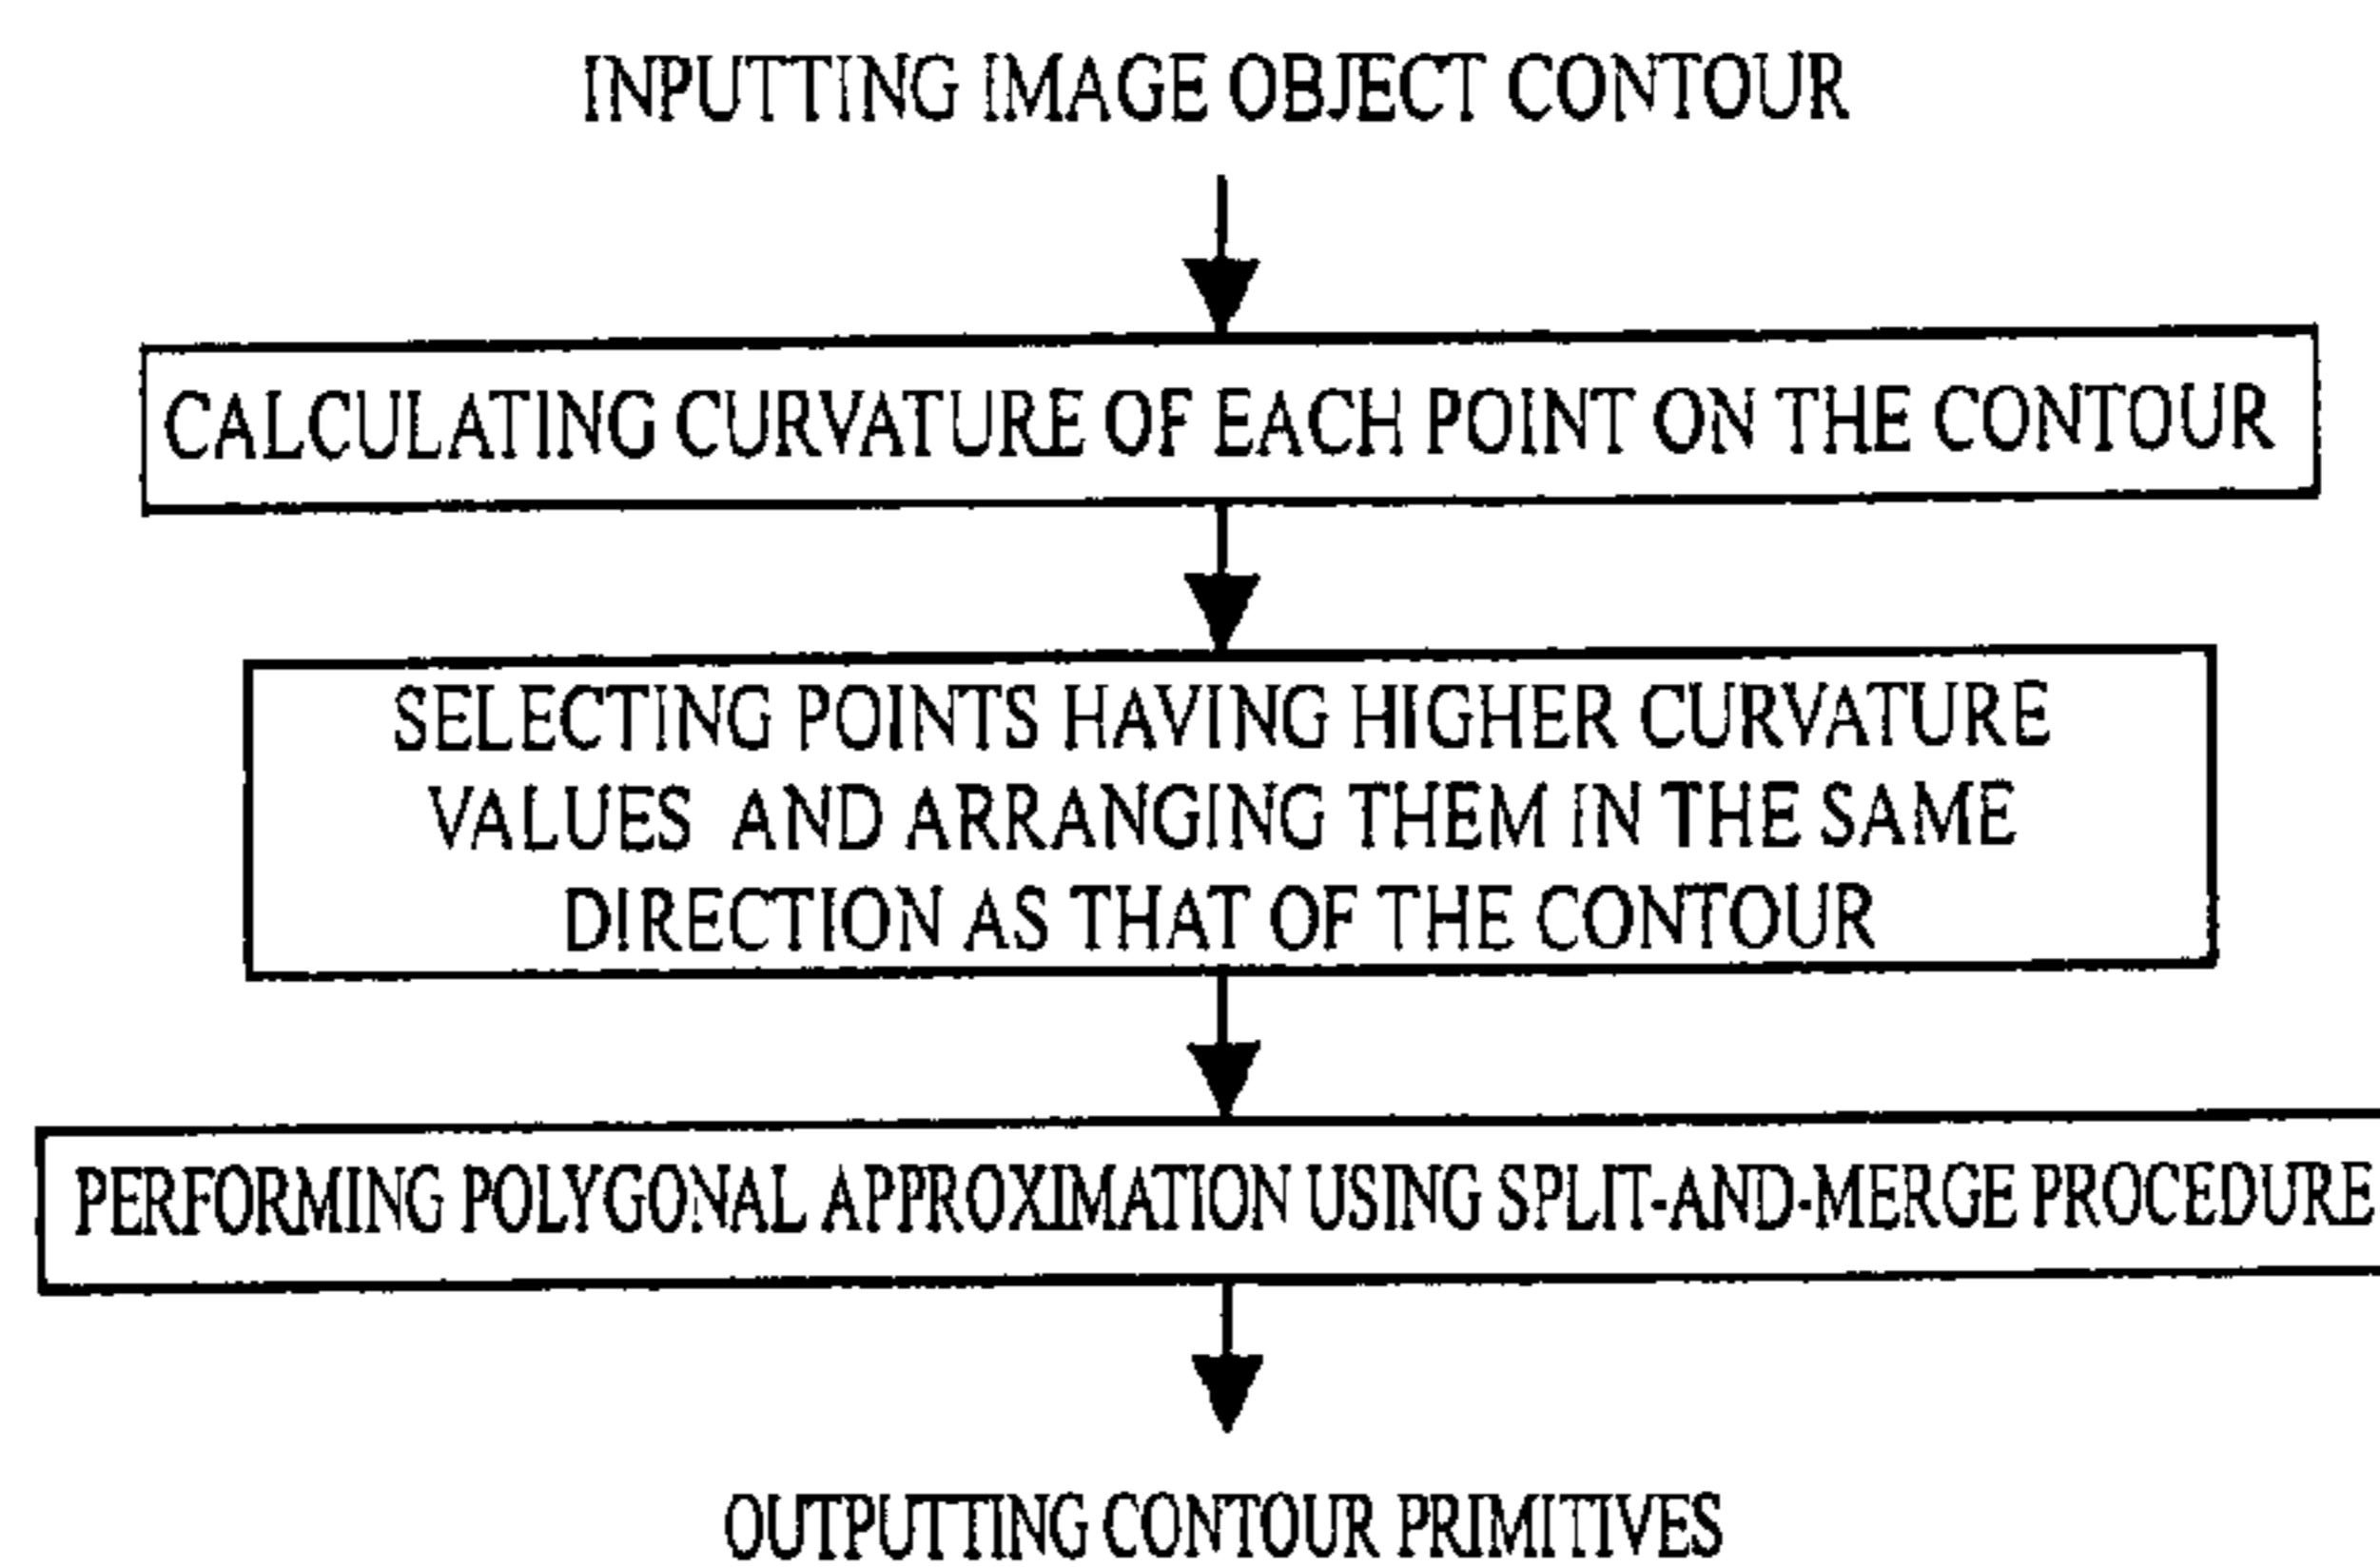 INPUTTING IMAGE OBJECT CONTOUR
CALCULATING CURVATURE OF EACH POINT ON THE CONTOUR
SELECTING POINTS HAVING HIGHER CURVATURE
VALUES AND ARRANGING THEM IN THE SAME
DIRECTION AS THAT OF THE CONTOUR
PERFORMING POLYGONAL APPROXIMATION USING SPLIT-AND-MERGE PROCEDURE
OUTPUTTING CONTOUR PRIMITIVES